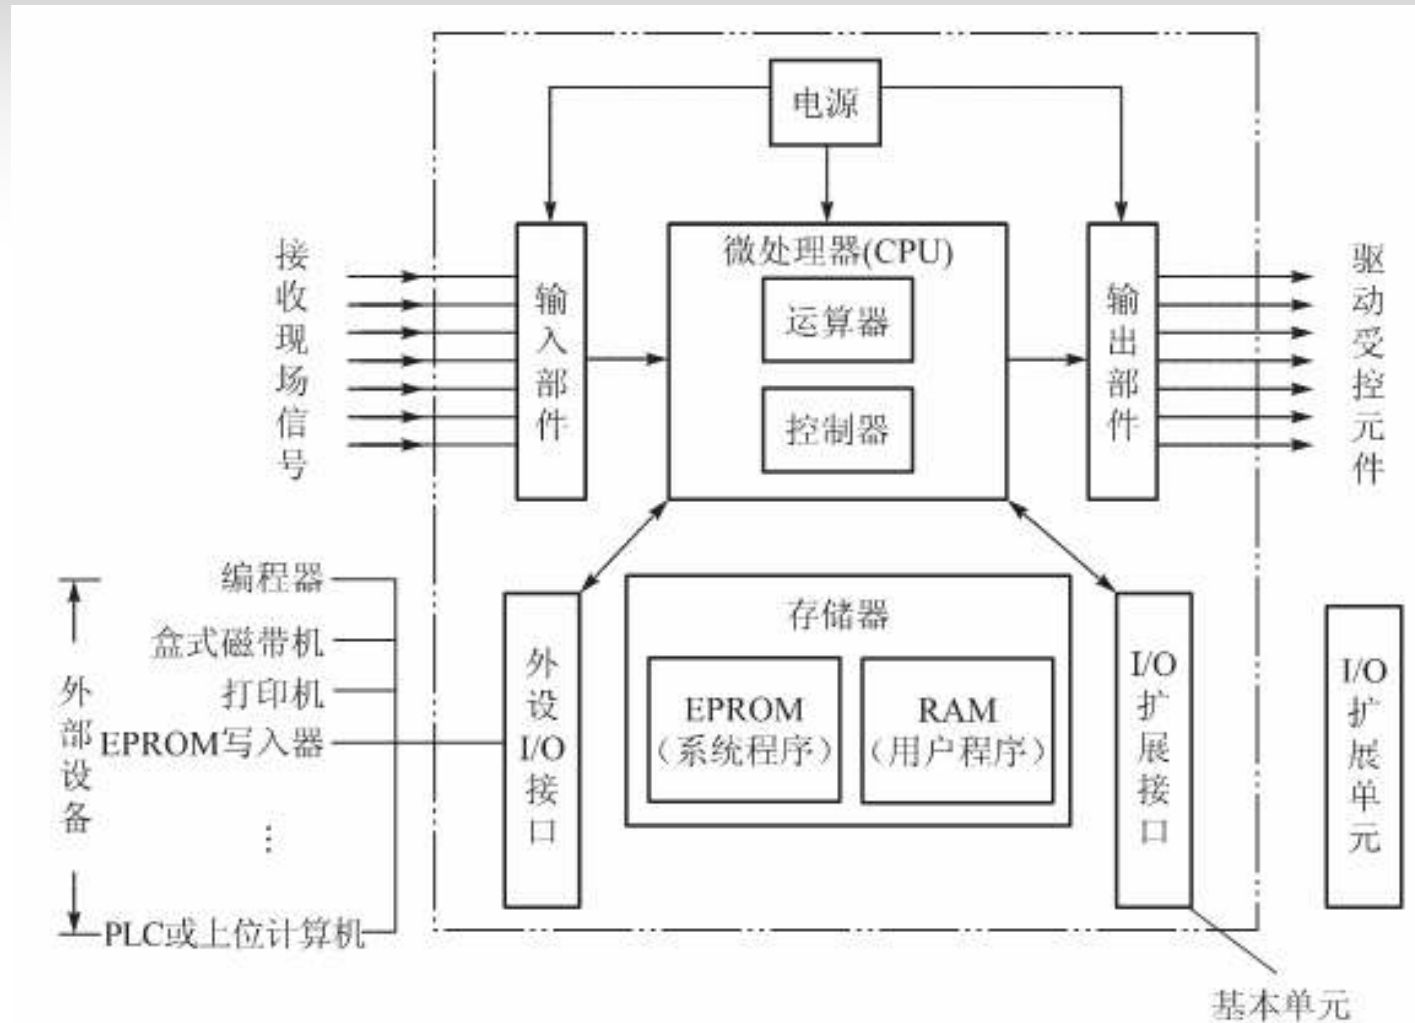 电源
接收现场信号
输入部件
微处理器(CPU)
运算器
控制器
输出部件
驱动受控元件
外部设备
编程器
盒式磁带机
打印机
EPROM写入器
⋮
PLC或上位计算机
外设I/O接口
存储器
EPROM
（系统程序）
RAM
（用户程序）
I/O扩展接口
I/O扩展单元
基本单元